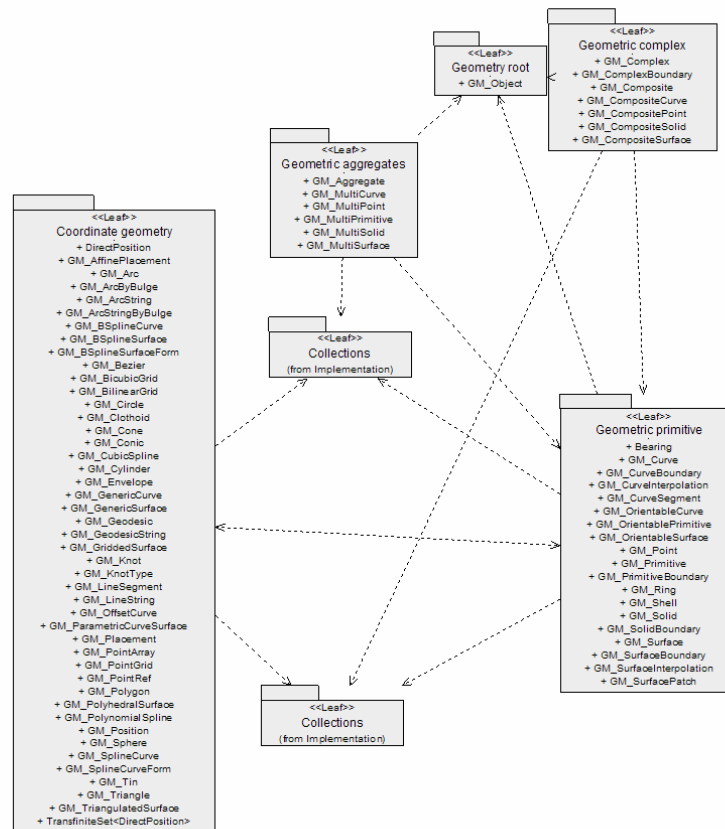 <<Leaf>>
Geometry root
+ GM_Object
<<Leaf>>
Geometric complex
+ GM_Complex
+ GM_ComplexBoundary
+ GM_Composite
+ GM_CompositeCurve
+ GM_CompositePoint
+ GM_CompositeSolid
+ GM_CompositeSurface
<<Leaf>>
Geometric aggregates
+ GM_Aggregate
+ GM_MultiCurve
+ GM_MultiPoint
+ GM_MultiPrimitive
+ GM_MultiSolid
+ GM_MultiSurface
<<Leaf>>
Coordinate geometry
+ DirectPosition
+ GM_AffinePlacement
+ GM_Arc
+ GM_ArcByBulge
+ GM_ArcString
+ GM_ArcStringByBulge
+ GM_BSplineCurve
+ GM_BSplineSurface
+ GM_BSplineSurfaceForm
+ GM_Bezier
+ GM_BicubicGrid
+ GM_BilinearGrid
+ GM_Circle
+ GM_Clothoid
+ GM_Cone
+ GM_Conic
+ GM_CubicSpline
+ GM_Cylinder
+ GM_Envelope
+ GM_GenericCurve
+ GM_GenericSurface
+ GM_Geodesic
+ GM_GeodesicString
+ GM_GriddedSurface
+ GM_Knot
+ GM_KnotType
+ GM_LineSegment
+ GM_LineString
+ GM_OffsetCurve
+ GM_ParametricCurveSurface
+ GM_Placement
+ GM_PointArray
+ GM_PointGrid
+ GM_PointRef
+ GM_Polygon
+ GM_PolyhedralSurface
+ GM_PolynomialSpline
+ GM_Position
+ GM_Sphere
+ GM_SplineCurve
+ GM_SplineCurveForm
+ GM_Tin
+ GM_Triangle
+ GM_TriangulatedSurface
+ TransfiniteSet<DirectPosition>
<<Leaf>>
Collections
(from Implementation)
<<Leaf>>
Geometric primitive
+ Bearing
+ GM_Curve
+ GM_CurveBoundary
+ GM_CurveInterpolation
+ GM_CurveSegment
+ GM_OrientableCurve
+ GM_OrientablePrimitive
+ GM_OrientableSurface
+ GM_Point
+ GM_Primitive
+ GM_PrimitiveBoundary
+ GM_Ring
+ GM_Shell
+ GM_Solid
+ GM_SolidBoundary
+ GM_Surface
+ GM_SurfaceBoundary
+ GM_SurfaceInterpolation
+ GM_SurfacePatch
<<Leaf>>
Collections
(from Implementation)